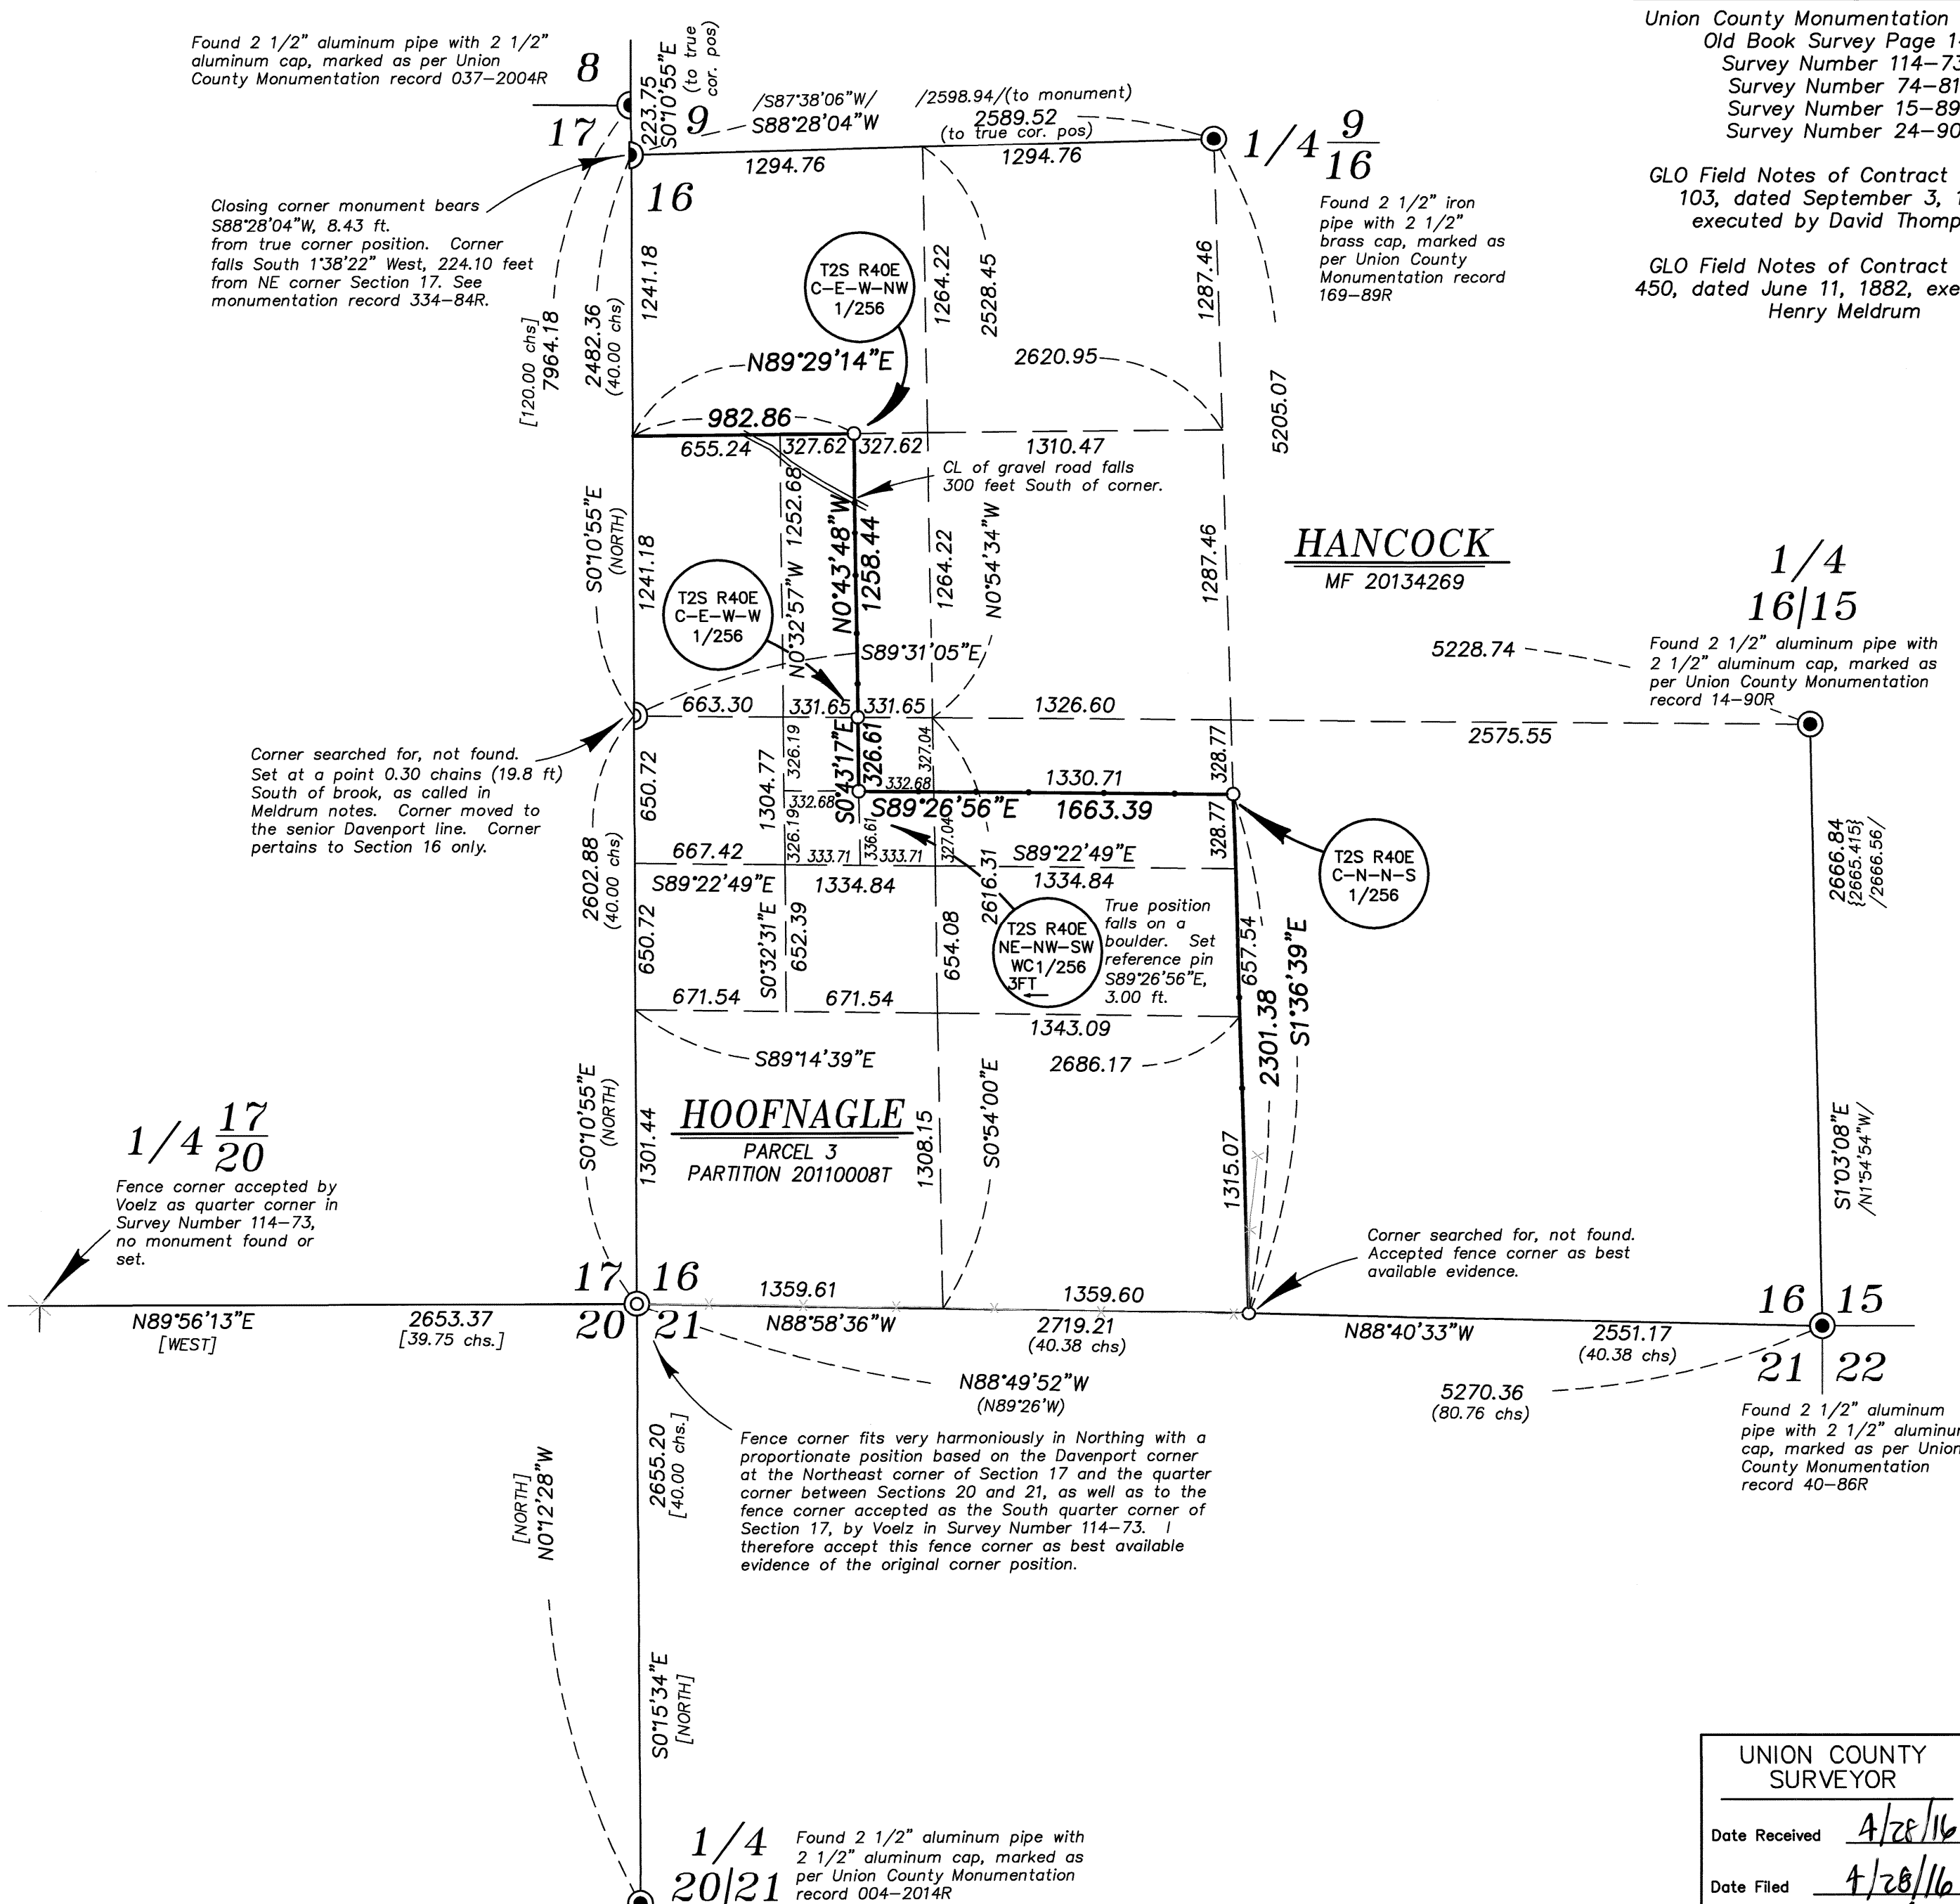 Union County Monumentation
Old Book Survey Page
Survey Number 114-73
Survey Number 74-81
Survey Number 15-89
Survey Number 24-90
GLO Field Notes of Contract
103, dated September 3,
executed by David
GLO Field Notes of Contract
450, dated June 11, 1882,
Henry Meldrum
Found 2 1/2" aluminum pipe with 2 1/2"
aluminum cap, marked as per Union
County Monumentation record 037-2004R
8
17
9
16
223.75
S0°10'55"E
(to true
cor. pos)
/S87°38'06"W/
S88°28'04"W
/2598.94/(to monument)
2589.52
(to true cor. pos)
1294.76
1294.76
1/4 9
16
Found 2 1/2" iron
pipe with 2 1/2"
brass cap, marked as
per Union County
Monumentation record
169-89R
Closing corner monument bears
S88°28'04"W, 8.43 ft.
from true corner position. Corner
falls South 1°38'22" West, 224.10 feet
from NE corner Section 17. See
monumentation record 334-84R.
[120.00 chs]
7964.18
2482.36
(40.00 chs)
1241.18
T2S R40E
C-E-W-NW
1/256
1264.22
2528.45
1287.46
5205.07
N89°29'14"E
2620.95
982.86
655.24
327.62
327.62
1310.47
CL of gravel road falls
300 feet South of corner.
S0°10'55"E
(NORTH)
1241.18
N0°32'57"W 1252.68
N0°43'48"W
1258.44
1264.22
N0°54'34"W
1287.46
HANCOCK
MF 20134269
1/4
16|15
Found 2 1/2" aluminum pipe with
2 1/2" aluminum cap, marked as
per Union County Monumentation
record 14-90R
T2S R40E
C-E-W-W
1/256
S89°31'05"E
5228.74
663.30
331.65
331.65
1326.60
2575.55
Corner searched for, not found.
Set at a point 0.30 chains (19.8 ft)
South of brook, as called in
Meldrum notes. Corner moved to
the senior Davenport line. Corner
pertains to Section 16 only.
650.72
1304.77
326.19
S0°43'17"E
326.61
327.04
328.77
332.68
332.68
1330.71
S89°26'56"E
1663.39
2602.88
(40.00 chs)
326.19
336.61
327.04
328.77
667.42
333.71
333.71
S89°22'49"E
S89°22'49"E
1334.84
1334.84
T2S R40E
C-N-N-S
1/256
2666.84
{2665.415}
/2666.56/
650.72
S0°32'31"E
652.39
654.08
2616.31
T2S R40E
NE-NW-SW
WC1/256
3FT
True position
falls on a
boulder. Set
reference pin
S89°26'56"E,
3.00 ft.
657.54
2301.38
S1°36'39"E
671.54
671.54
1343.09
S89°14'39"E
2686.17
S0°10'55"E
(NORTH)
1301.44
HOOFNAGLE
PARCEL 3
PARTITION 20110008T
1308.15
S0°54'00"E
1315.07
S1°03'08"E
/N1°54'54"W/
1/4 17
20
Fence corner accepted by
Voelz as quarter corner in
Survey Number 114-73,
no monument found or
set.
Corner searched for, not found.
Accepted fence corner as best
available evidence.
17
16
20
21
N89°56'13"E
[WEST]
2653.37
[39.75 chs.]
1359.61
1359.60
N88°58'36"W
2719.21
(40.38 chs)
N88°40'33"W
2551.17
(40.38 chs)
16
15
21
22
N88°49'52"W
(N89°26'W)
5270.36
(80.76 chs)
Found 2 1/2" aluminum
pipe with 2 1/2" aluminum
cap, marked as per Union
County Monumentation
record 40-86R
2655.20
[40.00 chs.]
Fence corner fits very harmoniously in Northing with a
proportionate position based on the Davenport corner
at the Northeast corner of Section 17 and the quarter
corner between Sections 20 and 21, as well as to the
fence corner accepted as the South quarter corner of
Section 17, by Voelz in Survey Number 114-73. I
therefore accept this fence corner as best available
evidence of the original corner position.
[NORTH]
N0°12'28"W
S0°15'34"E
[NORTH]
1/4
20|21
Found 2 1/2" aluminum pipe with
2 1/2" aluminum cap, marked as
per Union County Monumentation
record 004-2014R
UNION COUNTY
SURVEYOR
Date Received 4/28/16
Date Filed 4/28/16